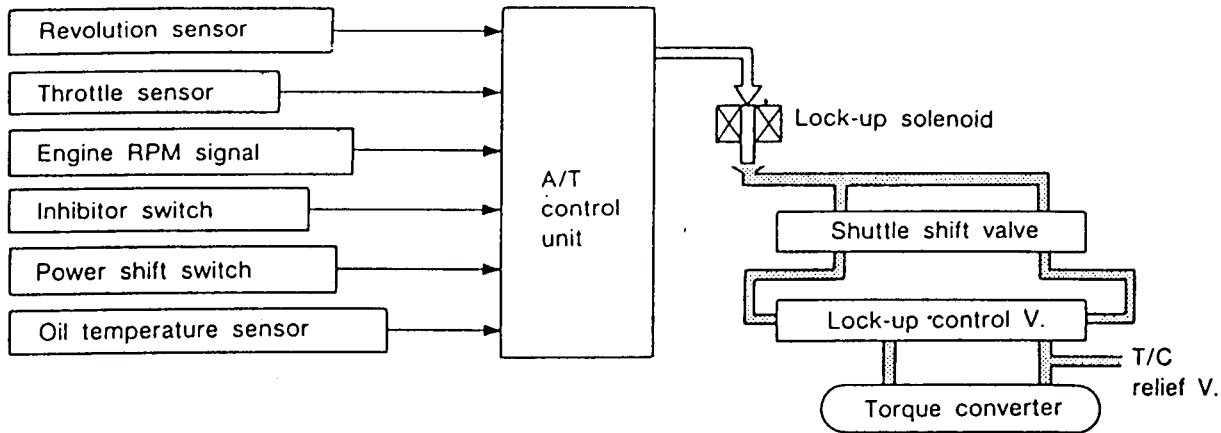 Revolution sensor
Throttle sensor
Engine RPM signal
Inhibitor switch
Power shift switch
Oil temperature sensor
A/T
control
unit
Lock-up solenoid
Shuttle shift valve
Lock-up control V.
T/C
relief V.
Torque converter